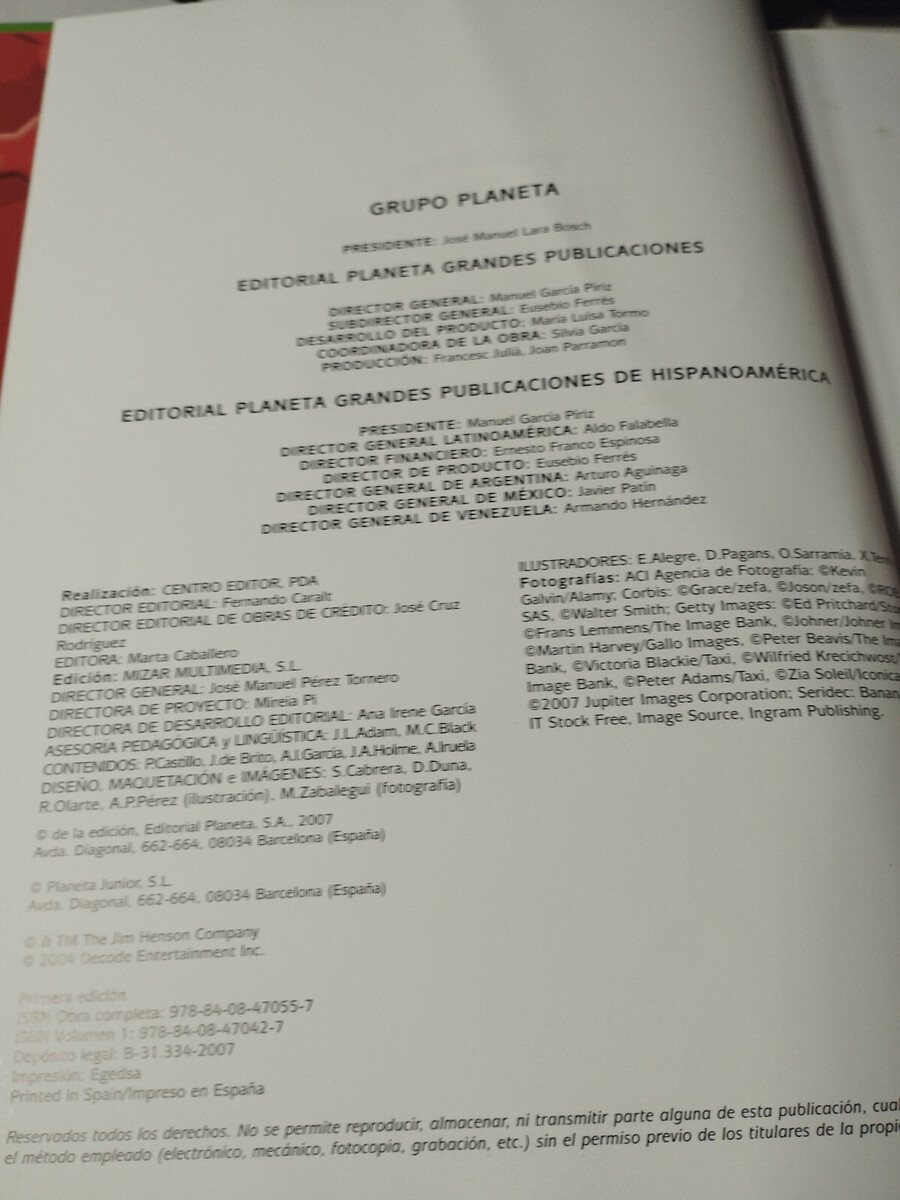 GRUPO PLANETA
PRESIDENTE: José Manuel Lara Bosch
EDITORIAL PLANETA GRANDES PUBLICACIONES
DIRECTOR GENERAL: Manuel García Píriz
SUBDIRECTOR GENERAL: Eusebio Ferrés
DESARROLLO DEL PRODUCTO: María Luisa Tormo
COORDINADORA DE LA OBRA: Silvia García
PRODUCCIÓN: Francesc Julià, Joan Parramon
EDITORIAL PLANETA GRANDES PUBLICACIONES DE HISPANOAMÉRICA
PRESIDENTE: Manuel García Píriz
DIRECTOR GENERAL LATINOAMÉRICA: Aldo Falabella
DIRECTOR FINANCIERO: Ernesto Franco Espinosa
DIRECTOR DE PRODUCTO: Eusebio Ferrés
DIRECTOR GENERAL DE ARGENTINA: Arturo Aguinaga
DIRECTOR GENERAL DE MÉXICO: Javier Patín
DIRECTOR GENERAL DE VENEZUELA: Armando Hernández
Realización: CENTRO EDITOR, PDA
DIRECTOR EDITORIAL: Fernando Caralt
DIRECTOR EDITORIAL DE OBRAS DE CRÉDITO: José Cruz
Rodríguez
EDITORA: Marta Caballero
Edición: MIZAR MULTIMEDIA, S.L.
DIRECTOR GENERAL: José Manuel Pérez Tornero
DIRECTORA DE PROYECTO: Mireia Pi
DIRECTORA DE DESARROLLO EDITORIAL: Ana Irene García
ASESORÍA PEDAGÓGICA y LINGÜÍSTICA: J.L.Adam, M.C.Black
CONTENIDOS: P.Castillo, J.de Brito, A.I.García, J.A.Holme, A.Iruela
DISEÑO, MAQUETACIÓN e IMÁGENES: S.Cabrera, D.Duna,
R.Olarte, A.P.Pérez (ilustración), M.Zabalegui (fotografía)
© de la edición, Editorial Planeta, S.A., 2007
Avda. Diagonal, 662-664, 08034 Barcelona (España)
© Planeta Junior, S.L.
Avda. Diagonal, 662-664, 08034 Barcelona (España)
© & TM The Jim Henson Company
© 2004 Decode Entertainment Inc.
Primera edición
ISBN Obra completa: 978-84-08-47055-7
ISBN Volumen 1: 978-84-08-47042-7
Depósito legal: B-31.334-2007
Impresión: Egedsa
Printed in Spain/Impreso en España
ILUSTRADORES: E.Alegre, D.Pagans, O.Sarramia,
Fotografías: ACI Agencia de Fotografía: ©Kevin
Galvin/Alamy; Corbis: ©Grace/zefa, ©Joson/zefa,
SAS, ©Walter Smith; Getty Images: ©Ed Pritchard/
©Frans Lemmens/The Image Bank, ©Johner/Johner
©Martin Harvey/Gallo Images, ©Peter Beavis/The
Bank, ©Victoria Blackie/Taxi, ©Wilfried Krecichwost/
Image Bank, ©Peter Adams/Taxi, ©Zia Soleil/Iconica
©2007 Jupiter Images Corporation; Seridec:
IT Stock Free, Image Source, Ingram Publishing.
Reservados todos los derechos. No se permite reproducir, almacenar, ni transmitir parte alguna de esta publicación,
el método empleado (electrónico, mecánico, fotocopia, grabación, etc.) sin el permiso previo de los titulares de la